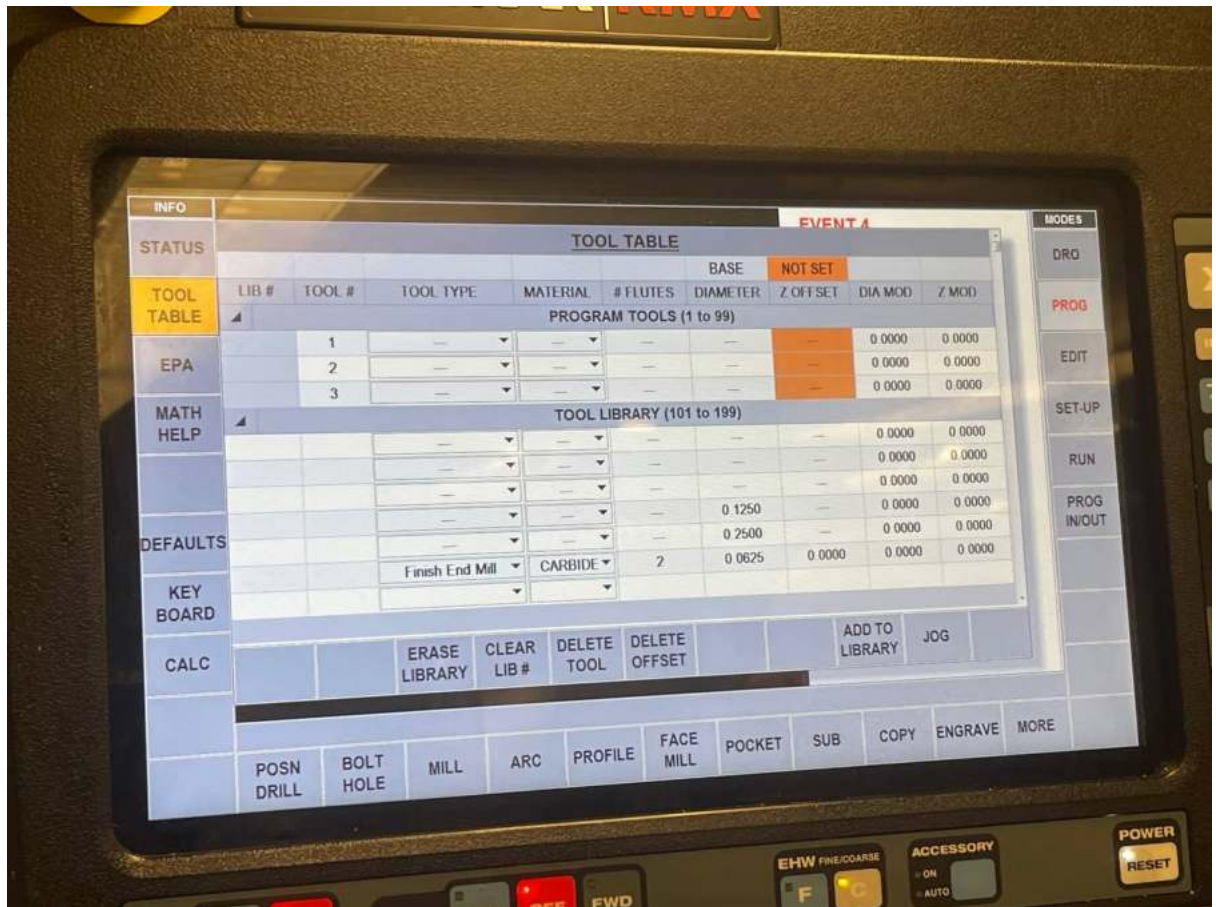 RMX
INFO
STATUS
TOOL TABLE
EPA
MATH HELP
DEFAULTS
KEY BOARD
CALC
EVENT 4
TOOL TABLE
BASE NOT SET
LIB # TOOL # TOOL TYPE MATERIAL # FLUTES DIAMETER Z OFFSET DIA MOD Z MOD
PROGRAM TOOLS (1 to 99)
1 — — — — — 0.0000 0.0000
2 — — — — — 0.0000 0.0000
3 — — — — — 0.0000 0.0000
TOOL LIBRARY (101 to 199)
— — — — — 0.0000 0.0000
— — — — — 0.0000 0.0000
— — — — — 0.0000 0.0000
— — — 0.1250 — 0.0000 0.0000
— — — 0.2500 — 0.0000 0.0000
Finish End Mill CARBIDE 2 0.0625 0.0000 0.0000 0.0000
ERASE LIBRARY CLEAR LIB # DELETE TOOL DELETE OFFSET ADD TO LIBRARY JOG
MODES
DRO
PROG
EDIT
SET-UP
RUN
PROG IN/OUT
POSN DRILL BOLT HOLE MILL ARC PROFILE FACE MILL POCKET SUB COPY ENGRAVE MORE
OFF FWD
EHW FINE/COARSE
F C
ACCESSORY
ON
AUTO
POWER
RESET